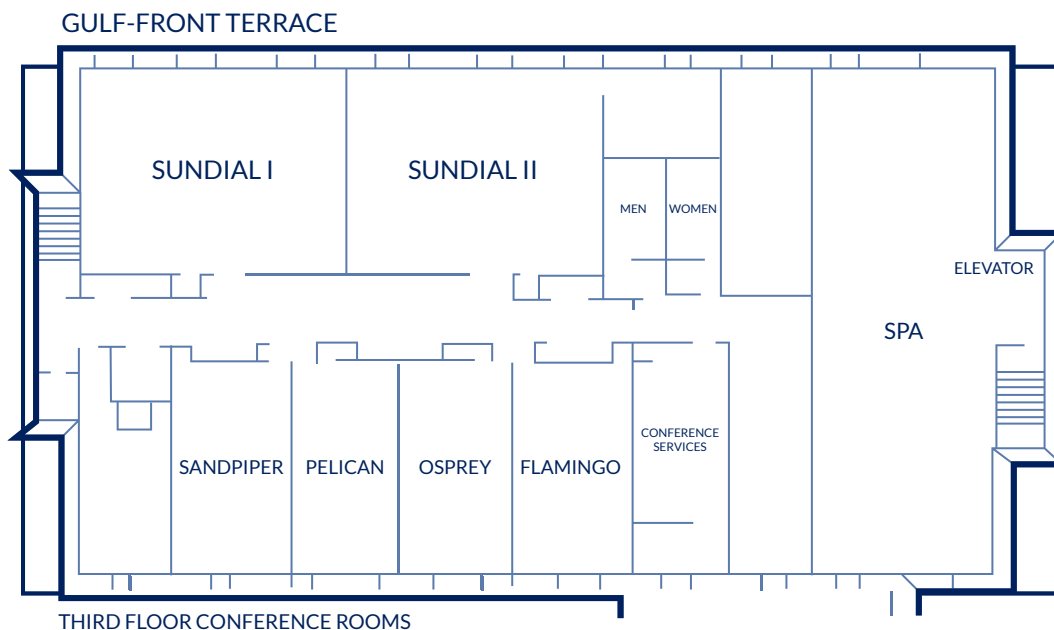 GULF-FRONT TERRACE
SUNDIAL I
SUNDIAL II
MEN
WOMEN
ELEVATOR
SPA
CONFERENCE
SERVICES
SANDPIPER
PELICAN
OSPREY
FLAMINGO
THIRD FLOOR CONFERENCE ROOMS